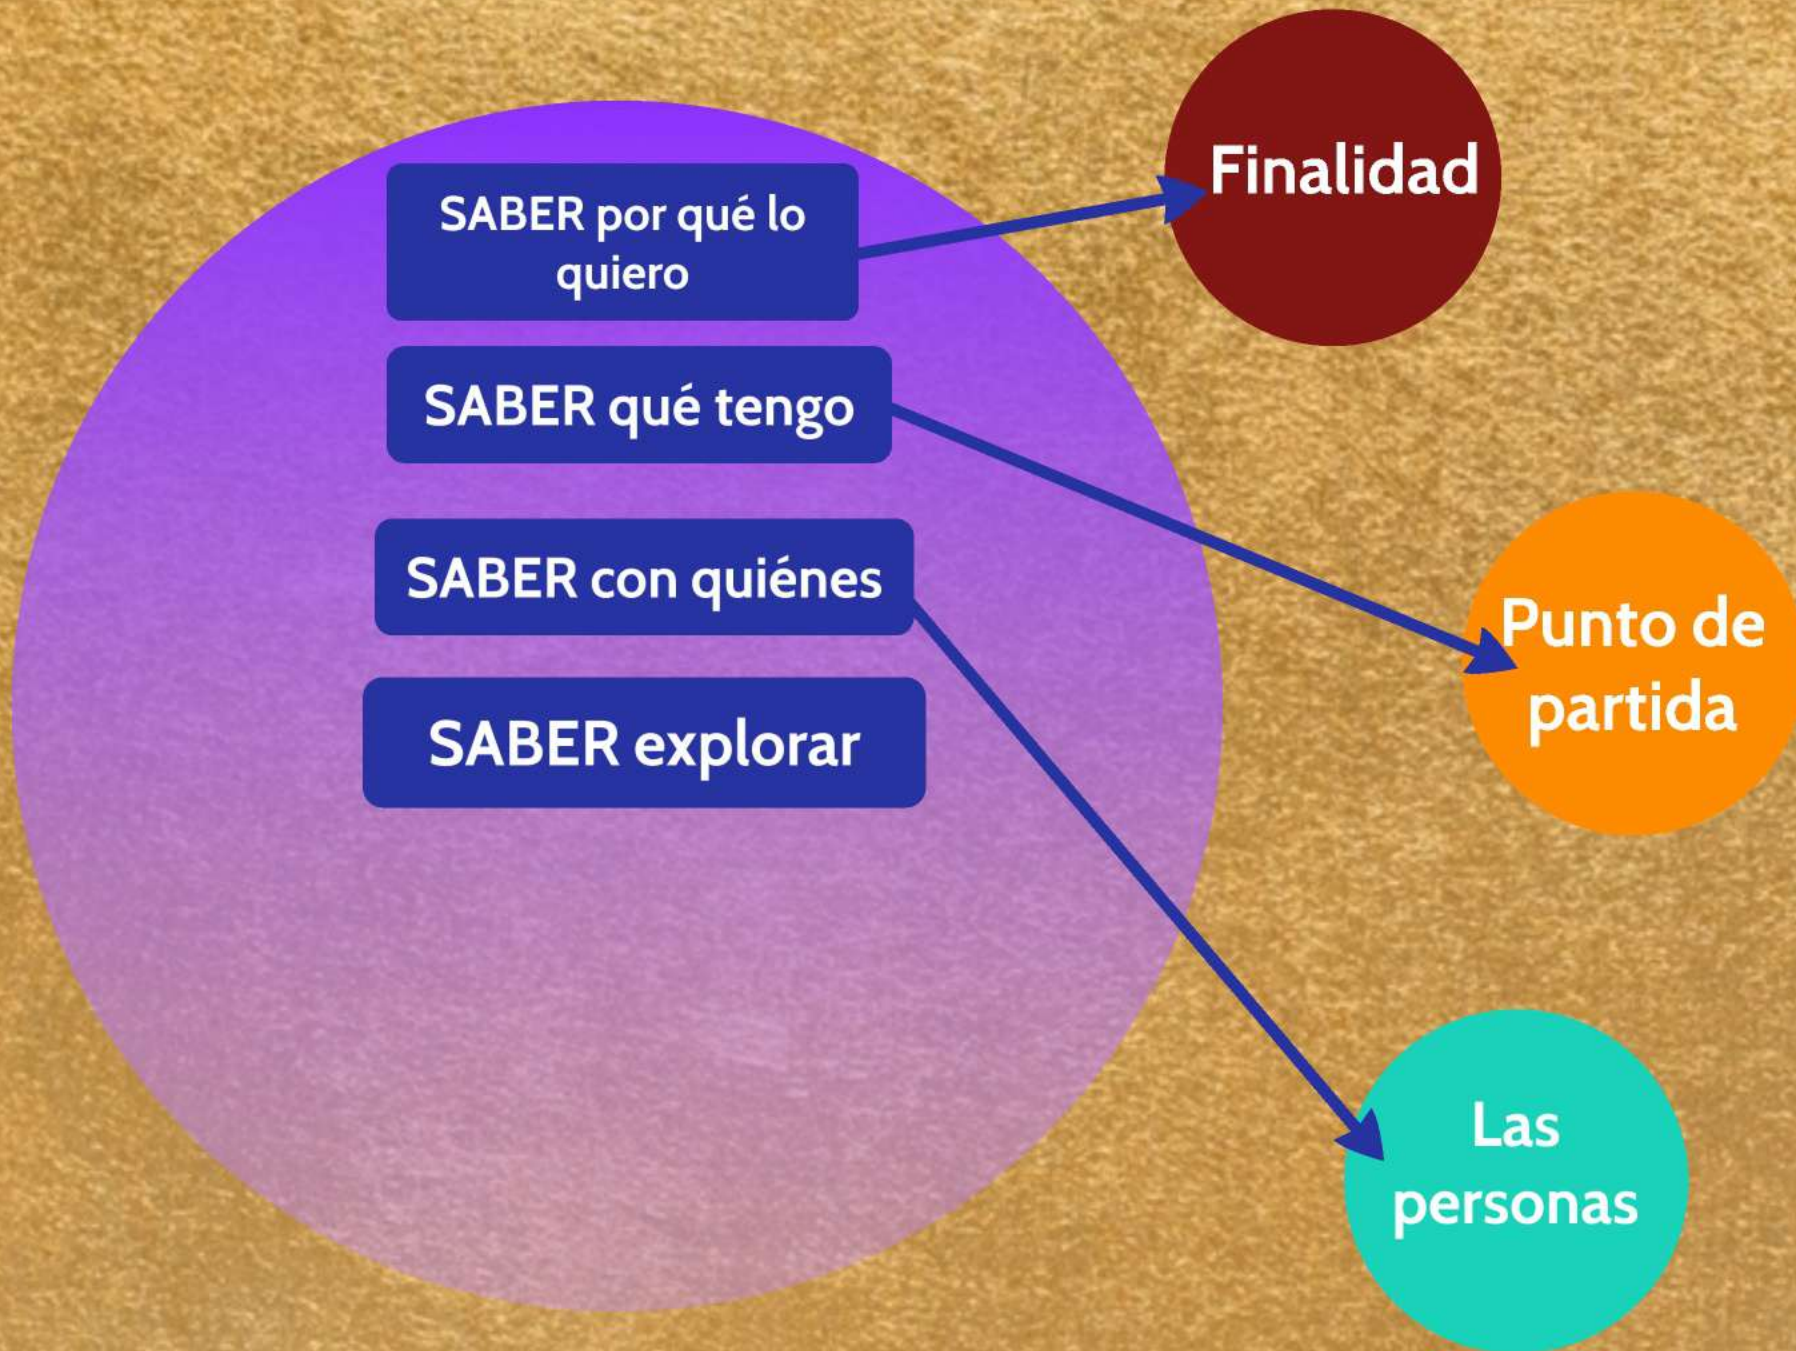 SABER por qué lo
quiero
Finalidad
SABER qué tengo
SABER con quiénes
Punto de
partida
SABER explorar
Las
personas